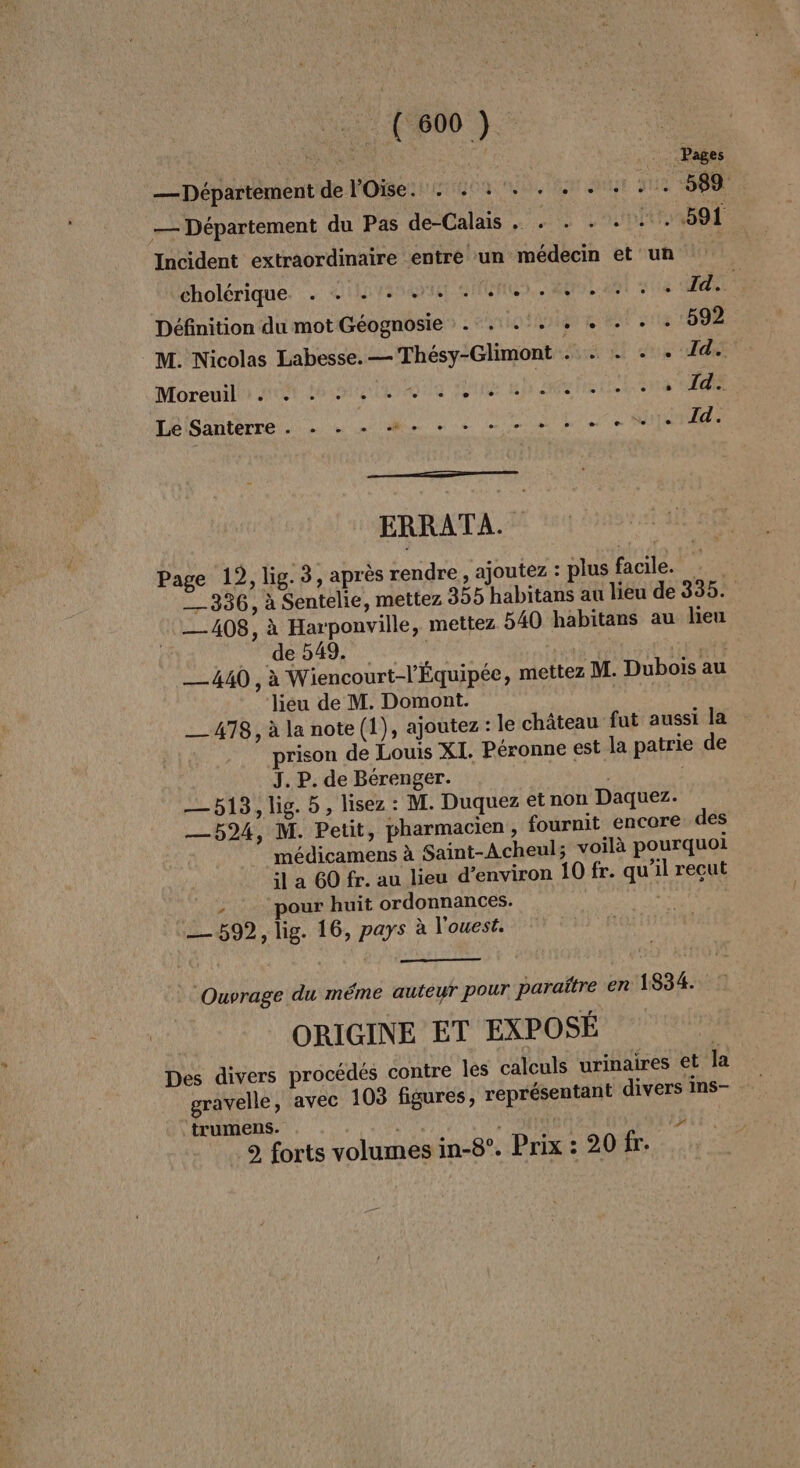 ( 600 )
Pages
—Département de l'Oise. . . . . . . . . . . 589
— Département du Pas de-Calais . . . . . . . . 591
Incident extraordinaire entre un médecin et un
cholérique. . . . . . . . . . . . . . . . Id.
Définition du mot Géognosie . . . . . . . . . 592
M. Nicolas Labesse. — Thésy-Glimont . . . . . Id.
Moreuil . . . . . . . . . . . . . . . . . Id.
Le Santerre . . . . . . . . . . . . . . . . Id.
ERRATA.
Page 12, lig. 3, après rendre, ajoutez : plus facile.
— 336, à Sentelie, mettez 355 habitans au lieu de 335.
— 408, à Harponville, mettez 540 habitans au lieu
de 549.
— 440, à Wiencourt-l'Équipée, mettez M. Dubois au
lieu de M. Domont.
— 478, à la note (1), ajoutez : le château fut aussi la
prison de Louis XI. Péronne est la patrie de
J. P. de Bérenger.
— 513, lig. 5, lisez : M. Duquez et non Daquez.
— 524, M. Petit, pharmacien, fournit encore des
médicamens à Saint-Acheul; voilà pourquoi
il a 60 fr. au lieu d'environ 10 fr. qu'il reçut
pour huit ordonnances.
— 592, lig. 16, pays à l'ouest.
Ouvrage du même auteur pour paraître en 1834.
ORIGINE ET EXPOSÉ
Des divers procédés contre les calculs urinaires et la
gravelle, avec 103 figures, représentant divers ins-
trumens.
2 forts volumes in-8°. Prix : 20 fr.